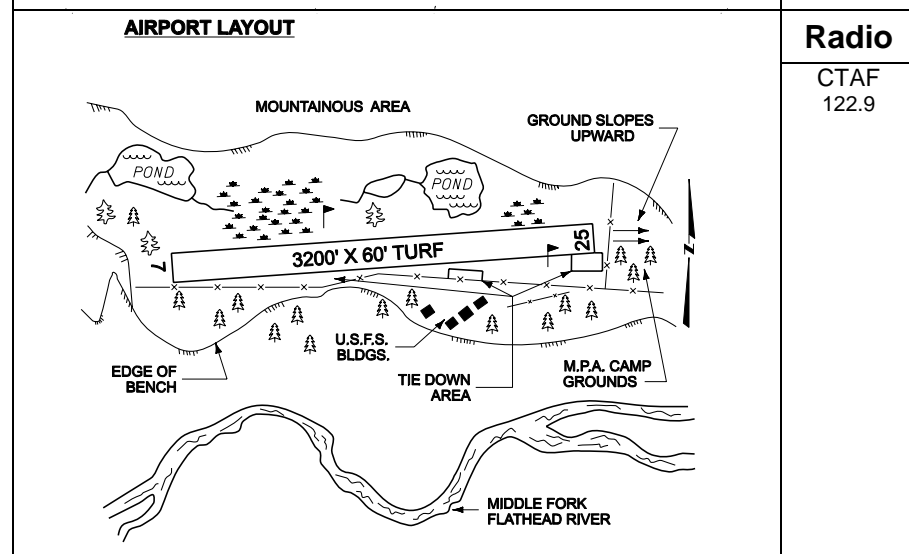 AIRPORT LAYOUT
Radio
CTAF
122.9
MOUNTAINOUS AREA
GROUND SLOPES
UPWARD
POND
POND
N
7
3200' X 60' TURF
25
U.S.F.S.
BLDGS.
EDGE OF
BENCH
TIE DOWN
AREA
M.P.A. CAMP
GROUNDS
MIDDLE FORK
FLATHEAD RIVER